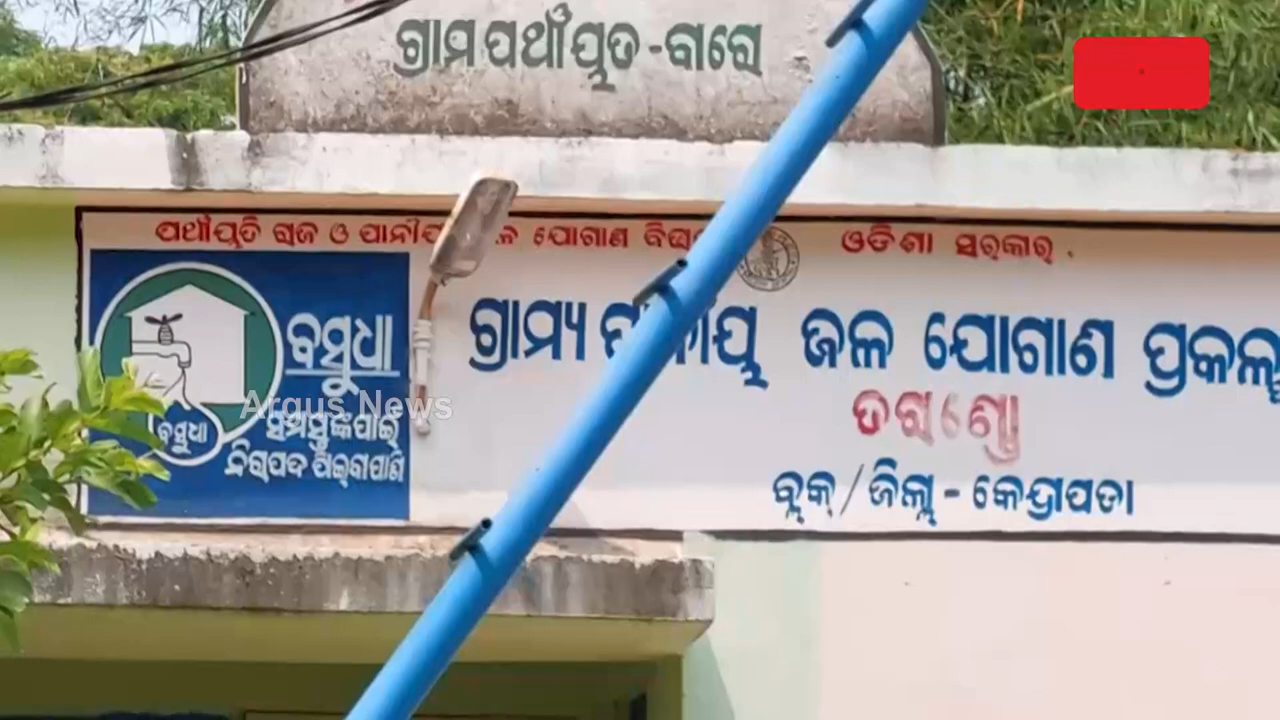 ଗ୍ରାମ ପଞ୍ଚାୟତ - ବାରୋ
ପଞ୍ଚାୟତି ରାଜ ଓ ପାନୀୟ ଜଳ ଯୋଗାଣ ଓଡିଶା ସରକାର
ବସୁଧା
ଗ୍ରାମ୍ୟ ଜଳ ଯୋଗାଣ ପ୍ରକଳ୍ପ
Argus News
ସମସ୍ତଙ୍କପାଇଁ
ବସୁଧା
ନିରାପଦ ପାଇବାପାଣି
ବ୍ଲକ୍ / ଜିଲ୍ଲା - କେନ୍ଦ୍ରାପଡା